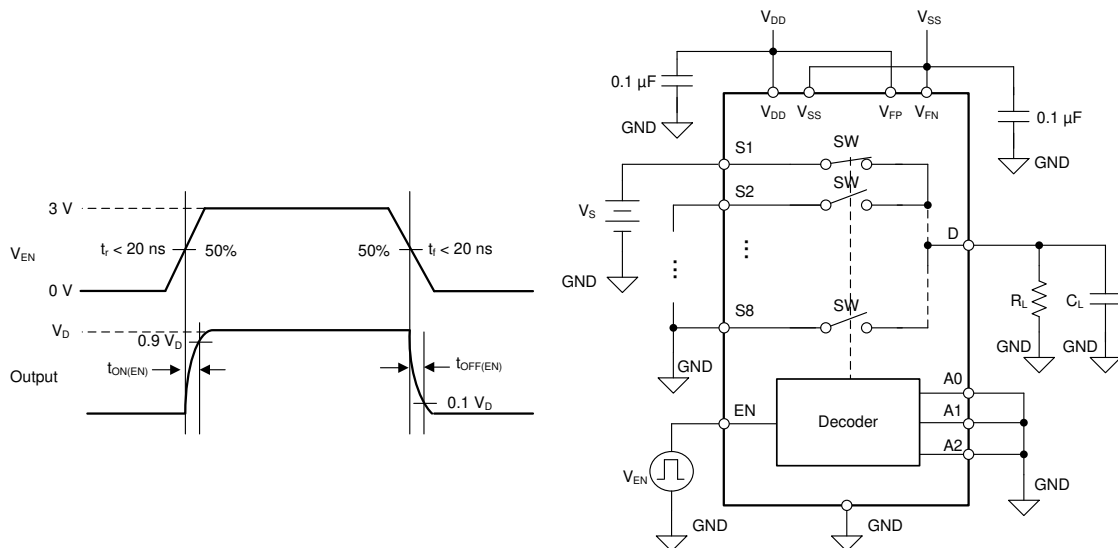 3 V
V_EN
t_r < 20 ns
50%
50%
t_f < 20 ns
0 V
V_D
0.9 V_D
t_ON(EN)
t_OFF(EN)
Output
0.1 V_D
V_DD
V_SS
0.1 µF
GND
V_DD
V_SS
V_FP
V_FN
0.1 µF
GND
S1
SW
S2
SW
V_S
...
...
D
GND
S8
SW
R_L
C_L
GND
GND
GND
A0
EN
Decoder
A1
A2
V_EN
GND
GND
GND